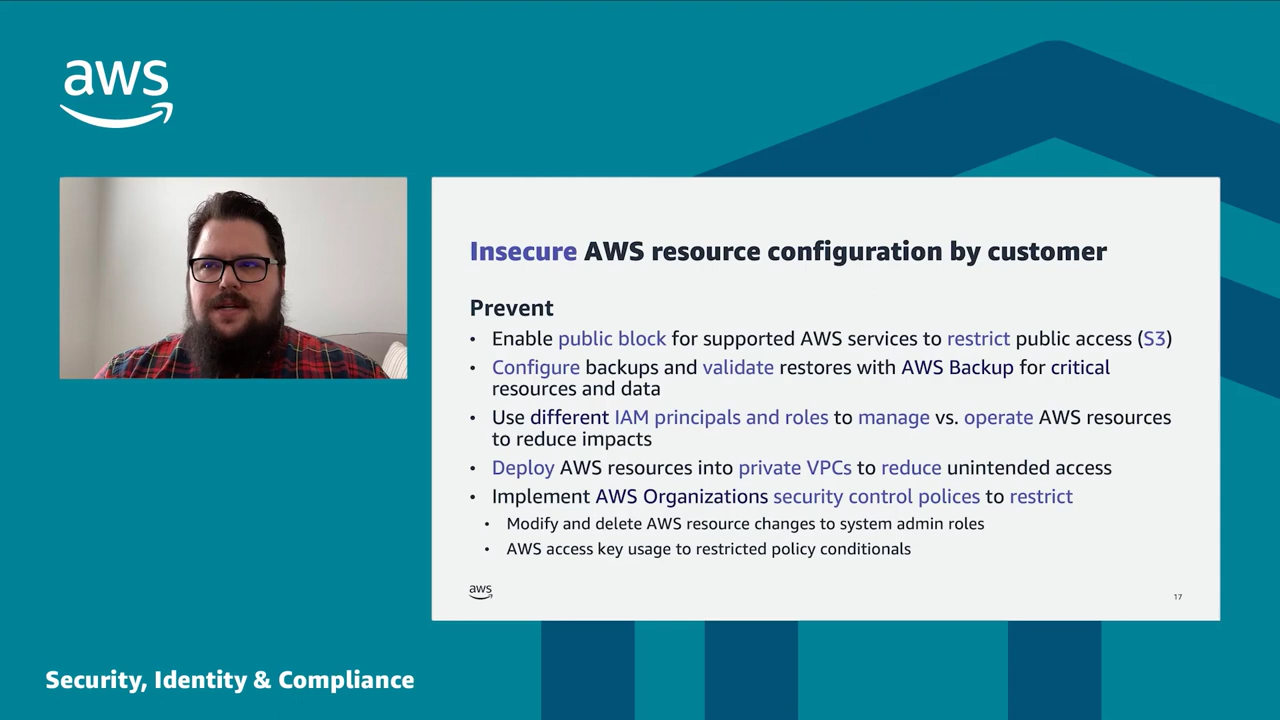 aws
Insecure AWS resource configuration by customer
Prevent
• Enable public block for supported AWS services to restrict public access (S3)
• Configure backups and validate restores with AWS Backup for critical
resources and data
• Use different IAM principals and roles to manage vs. operate AWS resources
to reduce impacts
• Deploy AWS resources into private VPCs to reduce unintended access
• Implement AWS Organizations security control polices to restrict
• Modify and delete AWS resource changes to system admin roles
• AWS access key usage to restricted policy conditionals
aws
17
Security, Identity & Compliance